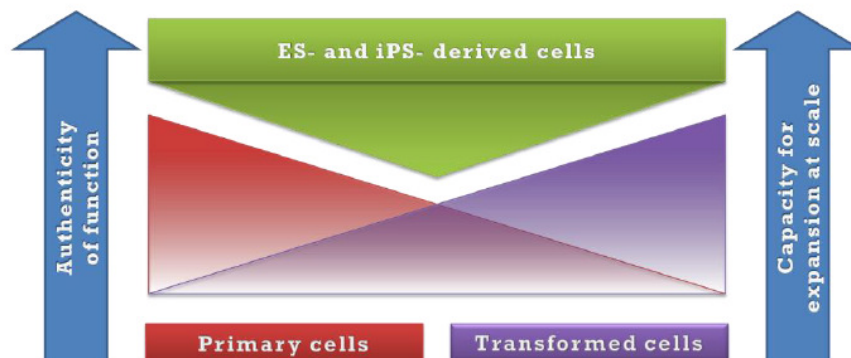 ES- and iPS- derived cells
Authenticity
of function
Capacity for
expansion at scale
Primary cells
Transformed cells